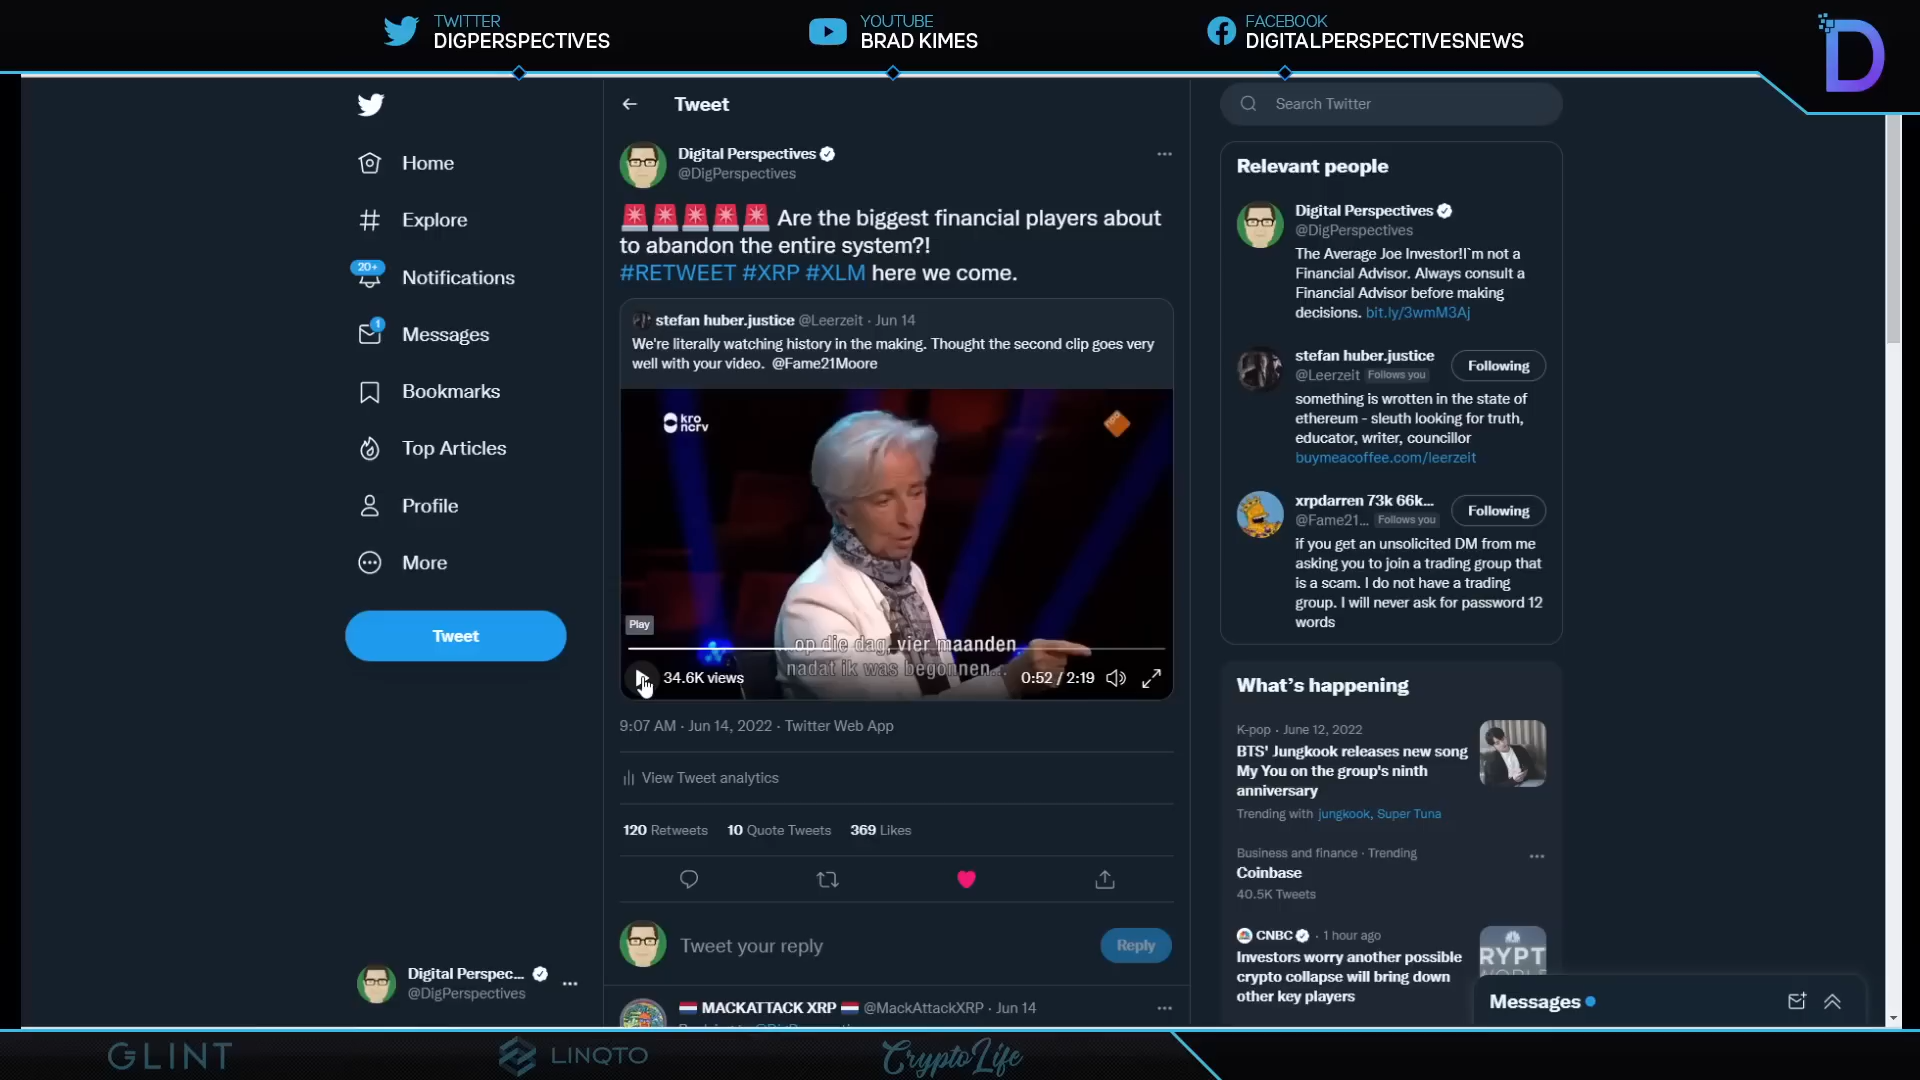 TWITTER
DIGPERSPECTIVES
YOUTUBE
BRAD KIMES
FACEBOOK
DIGITALPERSPECTIVESNEWS
D
Home
Explore
20+
Notifications
1
Messages
Bookmarks
Top Articles
Profile
More
Tweet
Digital Perspec...
@DigPerspectives
Tweet
Digital Perspectives
@DigPerspectives
🚨🚨🚨🚨🚨 Are the biggest financial players about
to abandon the entire system?!
#RETWEET #XRP #XLM here we come.
stefan huber.justice @Leerzeit · Jun 14
We're literally watching history in the making. Thought the second clip goes very
well with your video. @Fame21Moore
kro
ncrv
Play
op die dag, vier maanden
nadat ik was begonnen...
34.6K views
0:52 / 2:19
9:07 AM · Jun 14, 2022 · Twitter Web App
View Tweet analytics
120 Retweets 10 Quote Tweets 369 Likes
Tweet your reply
Reply
MACKATTACK XRP @MackAttackXRP · Jun 14
Search Twitter
Relevant people
Digital Perspectives
@DigPerspectives
The Average Joe Investor!I`m not a
Financial Advisor. Always consult a
Financial Advisor before making
decisions. bit.ly/3wmM3Aj
stefan huber.justice
@Leerzeit Follows you
Following
something is wrotten in the state of
ethereum - sleuth looking for truth,
educator, writer, councillor
buymeacoffee.com/leerzeit
xrpdarren 73k 66k...
@Fame21... Follows you
Following
if you get an unsolicited DM from me
asking you to join a trading group that
is a scam. I do not have a trading
group. I will never ask for password 12
words
What's happening
K-pop · June 12, 2022
BTS' Jungkook releases new song
My You on the group's ninth
anniversary
Trending with jungkook, Super Tuna
Business and finance · Trending
Coinbase
40.5K Tweets
CNBC · 1 hour ago
Investors worry another possible
crypto collapse will bring down
other key players
RYPT
Messages
GLINT
LINQTO
CryptoLife